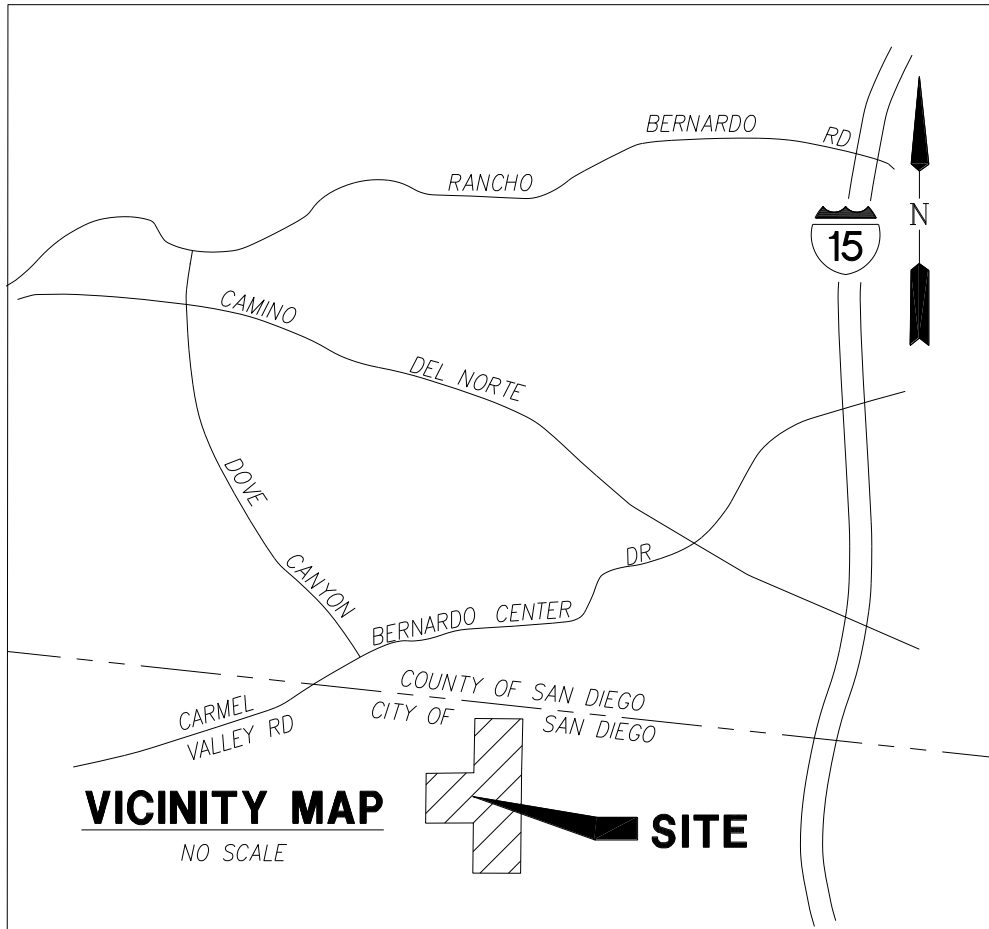 BERNARDO
RD
RANCHO
N
15
CAMINO
DEL NORTE
DOVE
CANYON
DR
BERNARDO CENTER
COUNTY OF SAN DIEGO
CITY OF SAN DIEGO
CARMEL
VALLEY RD
VICINITY MAP
NO SCALE
SITE